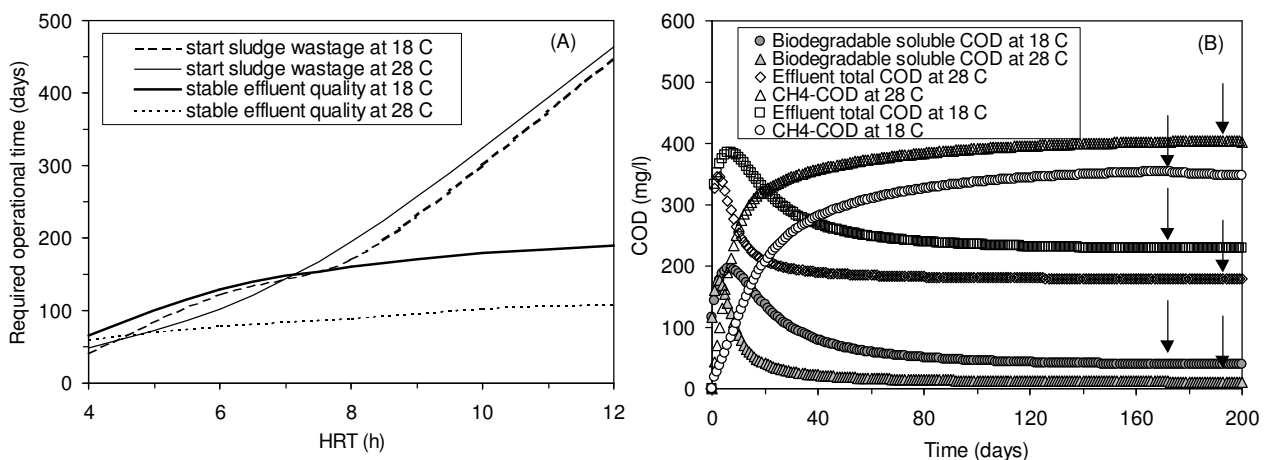 500
400
300
200
100
0
Required operational time (days)
start sludge wastage at 18 C
start sludge wastage at 28 C
stable effluent quality at 18 C
stable effluent quality at 28 C
(A)
4
6
8
10
12
HRT (h)
600
500
400
300
200
100
0
COD (mg/l)
Biodegradable soluble COD at 18 C
Biodegradable soluble COD at 28 C
Effluent total COD at 28 C
CH4-COD at 28 C
Effluent total COD at 18 C
CH4-COD at 18 C
(B)
0
40
80
120
160
200
Time (days)